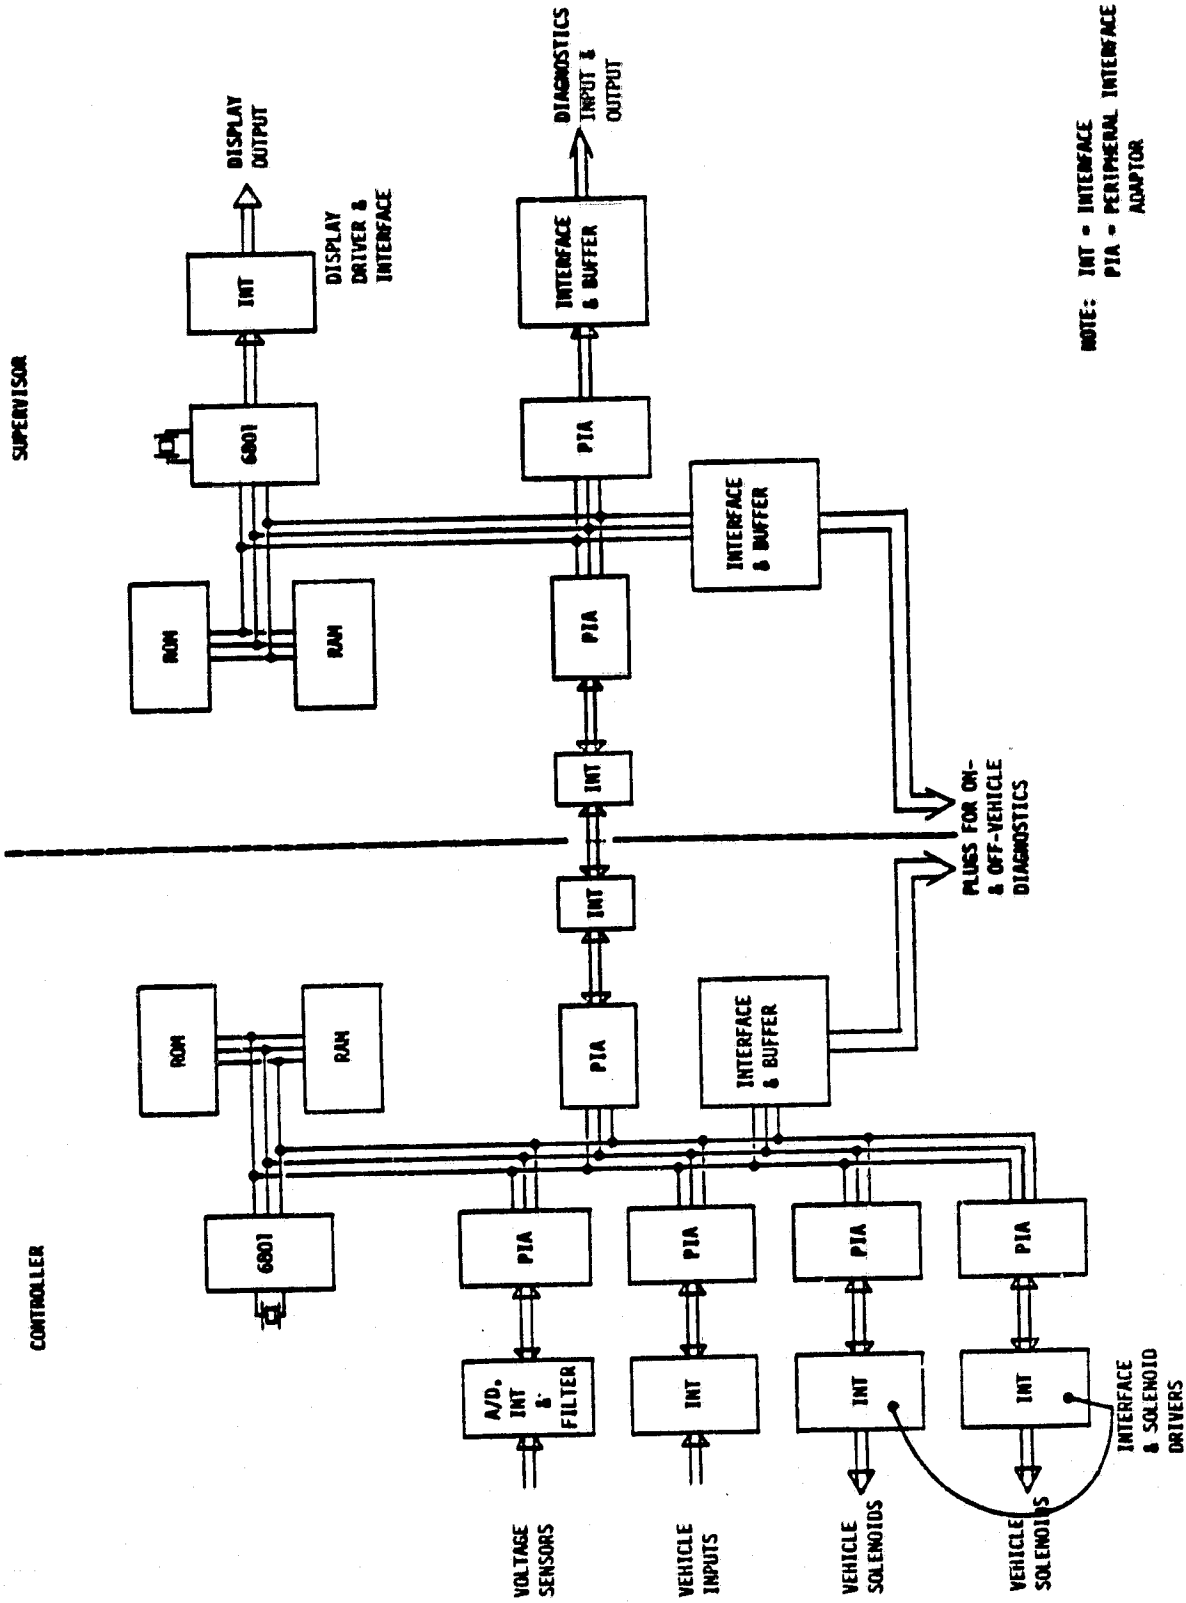 CONTROLLER
SUPERVISOR
6801
ROM
RAM
ROM
RAM
6801
INT
DISPLAY
OUTPUT
DISPLAY
DRIVER &
INTERFACE
VOLTAGE
SENSORS
A/D,
INT
&
FILTER
PIA
PIA
INT
INT
PIA
PIA
INTERFACE
& BUFFER
DIAGNOSTICS
INPUT &
OUTPUT
VEHICLE
INPUTS
INT
PIA
INTERFACE
& BUFFER
INTERFACE
& BUFFER
VEHICLE
SOLENOIDS
INT
PIA
VEHICLE
SOLENOIDS
INT
PIA
PLUGS FOR ON-
& OFF-VEHICLE
DIAGNOSTICS
INTERFACE
& SOLENOID
DRIVERS
NOTE: INT = INTERFACE
PIA = PERIPHERAL INTERFACE
ADAPTOR